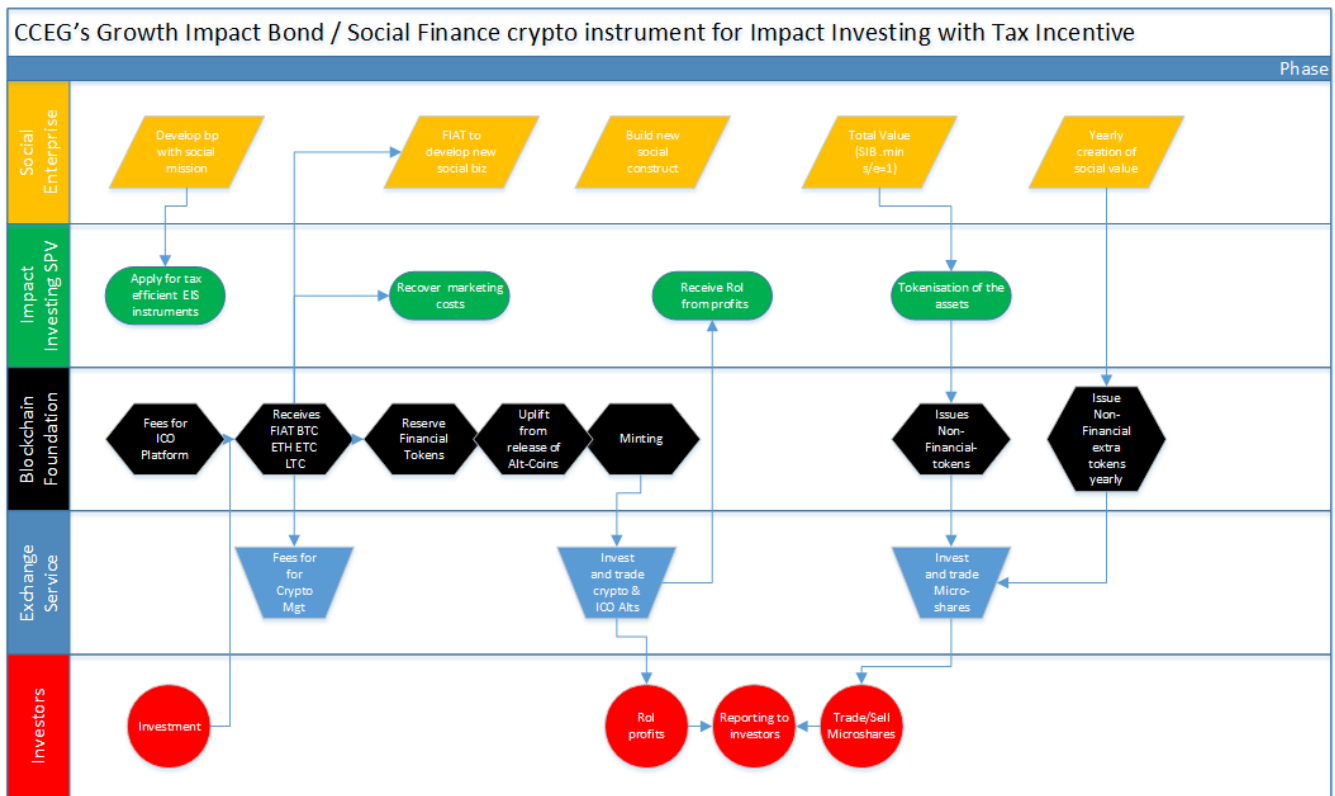 CCEG's Growth Impact Bond / Social Finance crypto instrument for Impact Investing with Tax Incentive
Phase
Social
Enterprise
Develop bp
with social
mission
FIAT to
develop new
social biz
Build new
social
construct
Total Value
(SIB .min
s/e=1)
Yearly
creation of
social value
Impact
Investing SPV
Apply for tax
efficient EIS
instruments
Recover marketing
costs
Receive RoI
from profits
Tokenisation of the
assets
Blockchain
Foundation
Fees for
ICO
Platform
Receives
FIAT BTC
ETH ETC
LTC
Reserve
Financial
Tokens
Uplift
from
release of
Alt-Coins
Minting
Issues
Non-
Financial-
tokens
Issue
Non-
Financial
extra
tokens
yearly
Exchange
Service
Fees for
for
Crypto
Mgt
Invest
and trade
crypto &
ICO Alts
Invest
and trade
Micro-
shares
Investors
Investment
RoI
profits
Reporting to
investors
Trade/Sell
Microshares